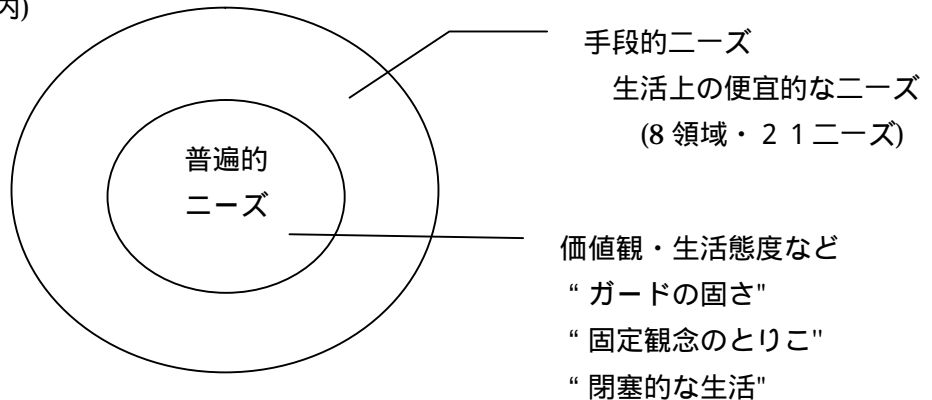 内)
手段的ニーズ
生活上の便宜的なニーズ
(8 領域・２１ニーズ)
普遍的
ニーズ
価値観・生活態度など
“ガードの固さ"
“固定観念のとりこ"
“閉塞的な生活"